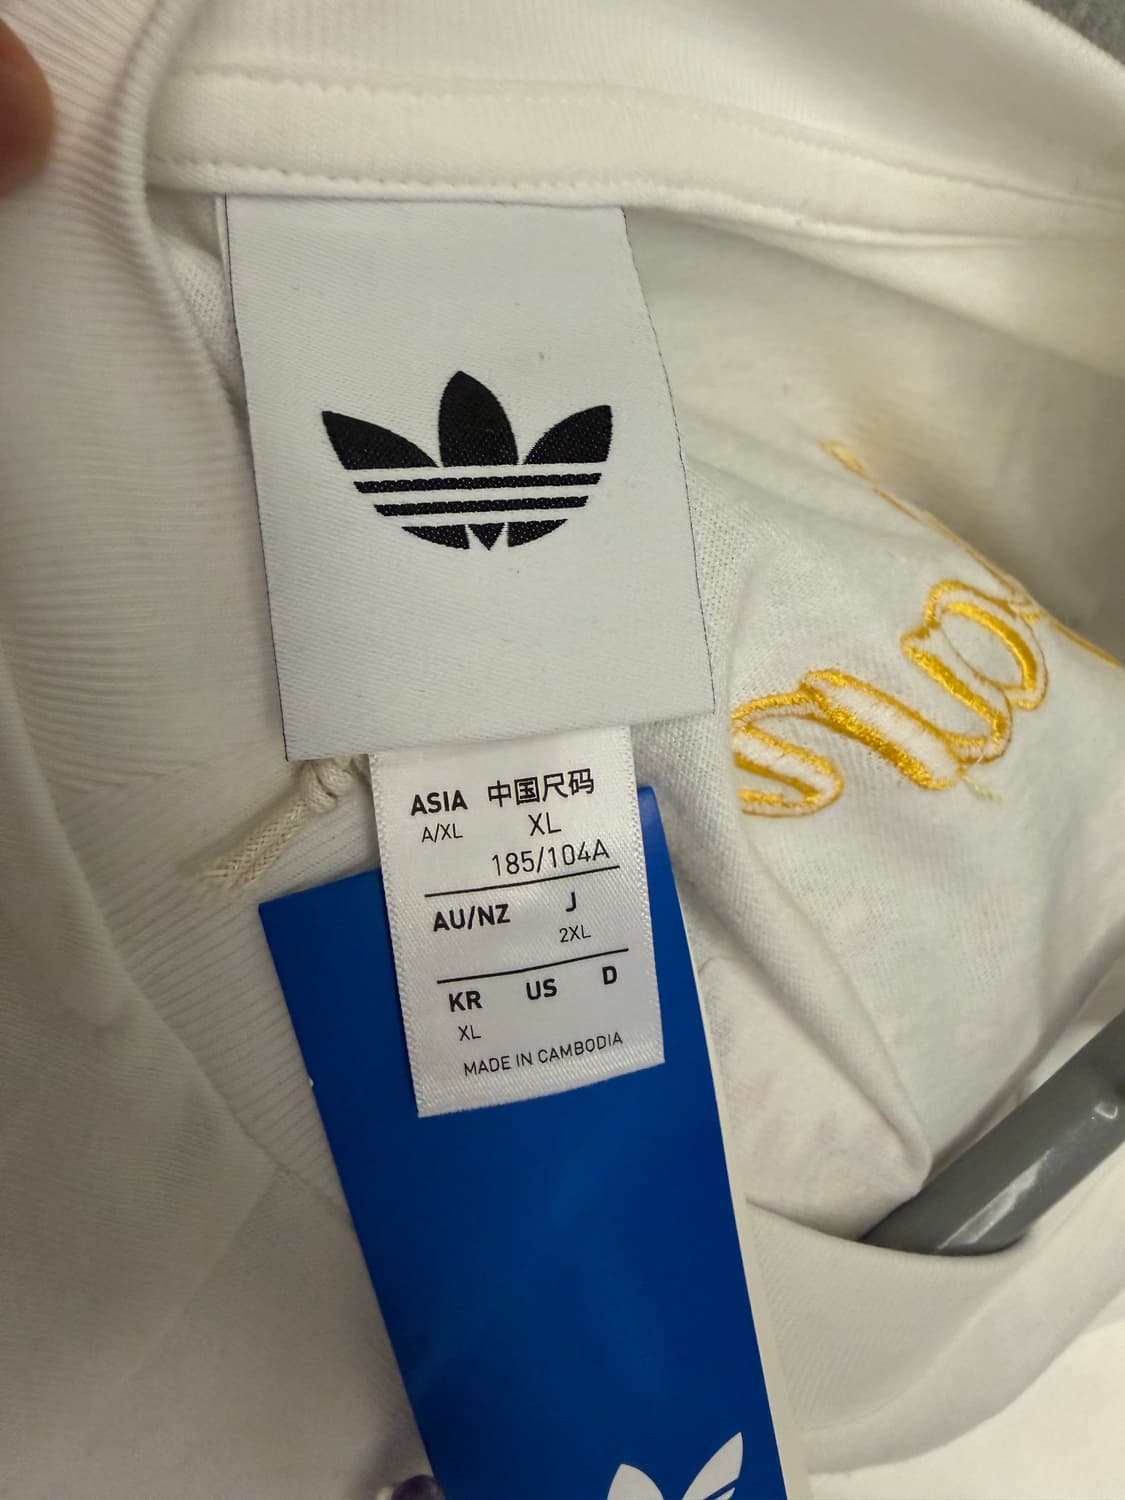 ASIA 中国尺码
A/XL XL
185/104A
AU/NZ J
2XL
KR US D
XL
MADE IN CAMBODIA